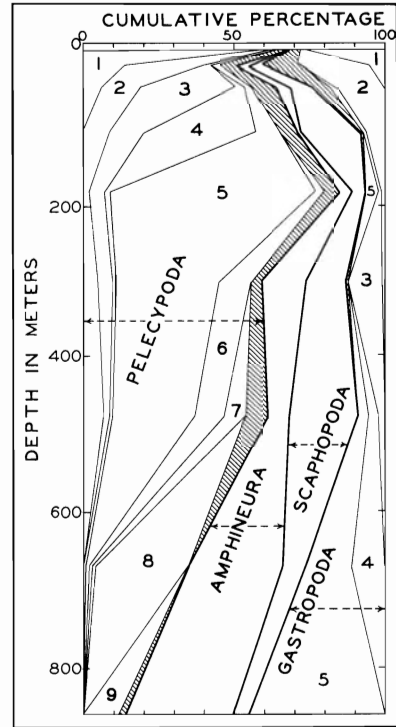 CUMULATIVE PERCENTAGE
0 50 100
0
1 1
2 3 2
4
5 5
200
3
PELECYPODA
400
6
7
DEPTH IN METERS
SCAPHOPODA
AMPHINEURA
600
8 4
GASTROPODA
5
800
9